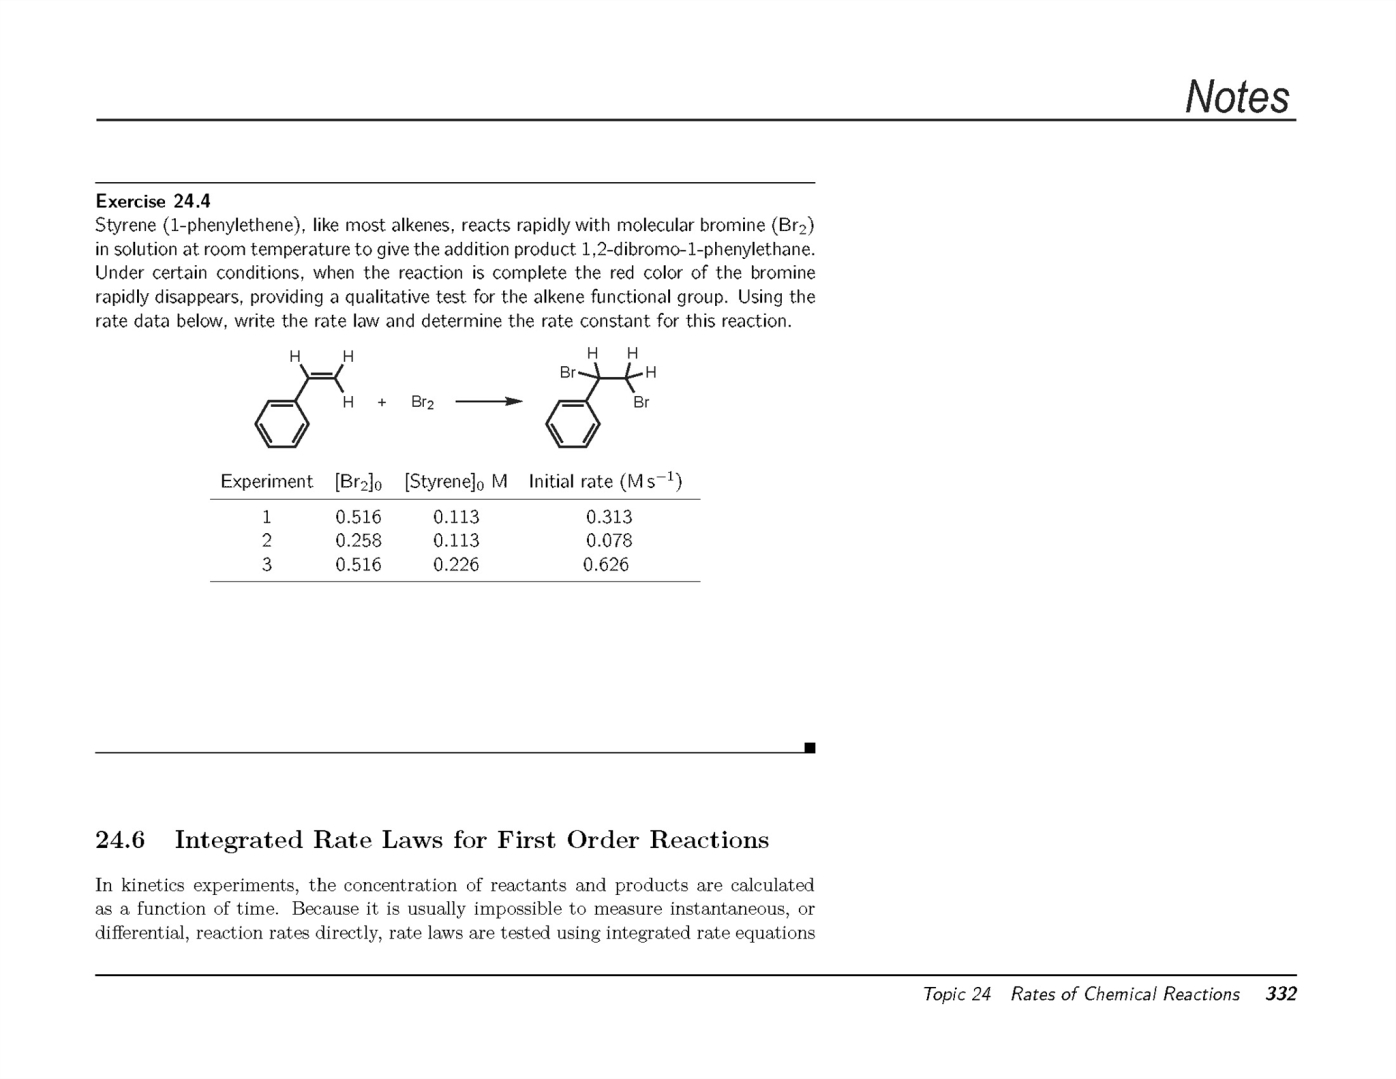 Notes
Exercise 24.4
Styrene (1-phenylethene), like most alkenes, reacts rapidly with molecular bromine (Br₂)
in solution at room temperature to give the addition product 1,2-dibromo-1-phenylethane.
Under certain conditions, when the reaction is complete the red color of the bromine
rapidly disappears, providing a qualitative test for the alkene functional group. Using the
rate data below, write the rate law and determine the rate constant for this reaction.
H H H H
Br H
H + Br₂ Br
Experiment [Br₂]₀ [Styrene]₀ M Initial rate (M s⁻¹)
1 0.516 0.113 0.313
2 0.258 0.113 0.078
3 0.516 0.226 0.626
24.6 Integrated Rate Laws for First Order Reactions
In kinetics experiments, the concentration of reactants and products are calculated
as a function of time. Because it is usually impossible to measure instantaneous, or
differential, reaction rates directly, rate laws are tested using integrated rate equations
Topic 24 Rates of Chemical Reactions 332